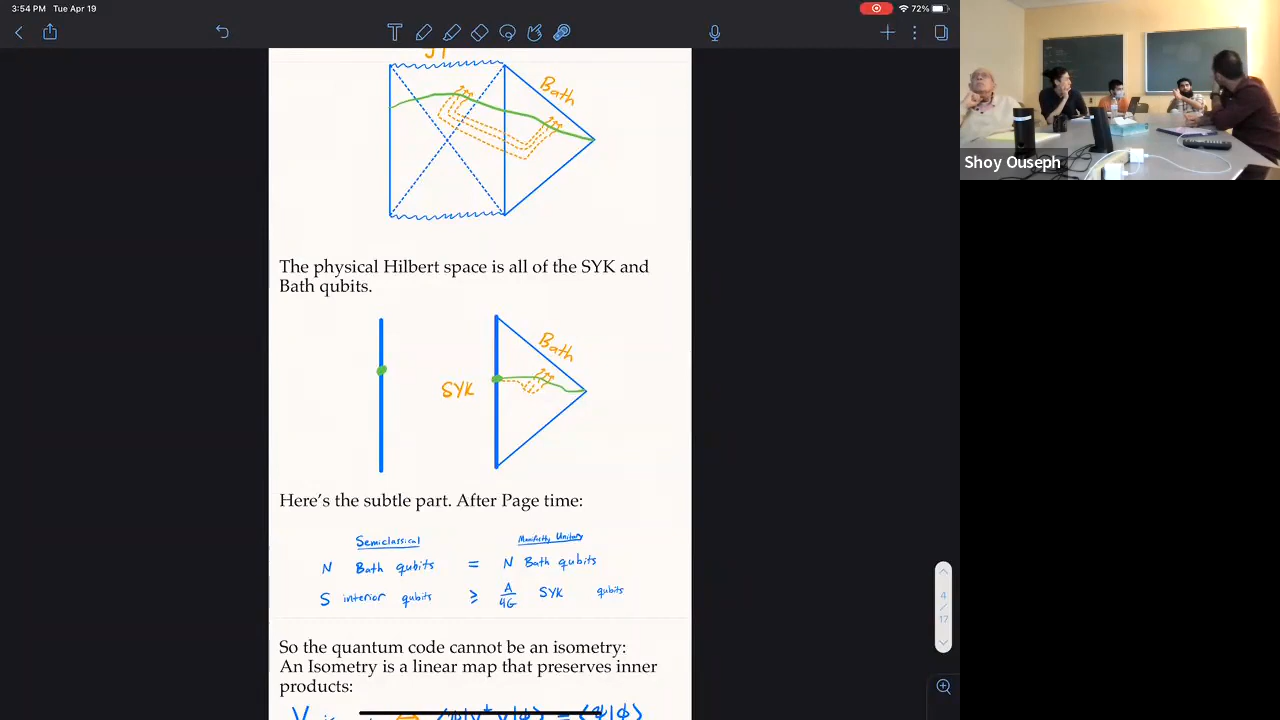 3:54 PM Tue Apr 19
72%
Bath
The physical Hilbert space is all of the SYK and
Bath qubits.
Bath
SYK
Here's the subtle part. After Page time:
Semiclassical
Manifestly Unitary
N Bath qubits = N Bath qubits
S interior qubits ≥ A/4G SYK qubits
So the quantum code cannot be an isometry:
An Isometry is a linear map that preserves inner
products:
4
/
17
Shoy Ouseph